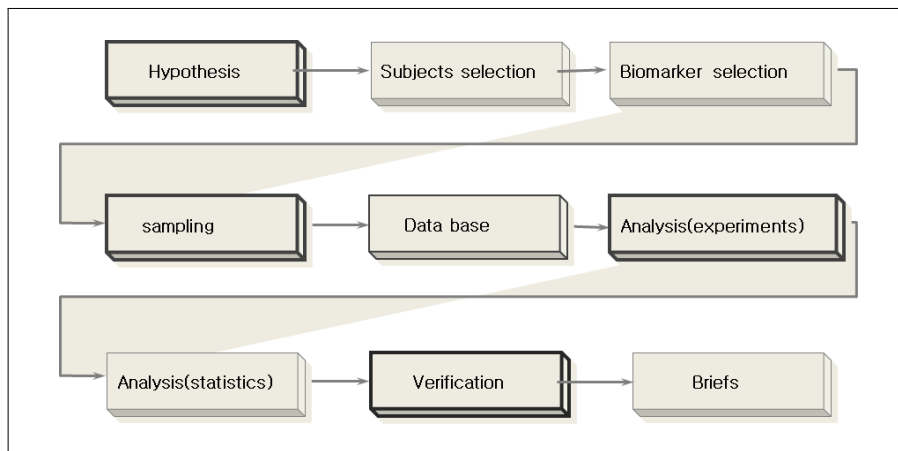 Hypothesis
Subjects selection
Biomarker selection
sampling
Data base
Analysis(experiments)
Analysis(statistics)
Verification
Briefs